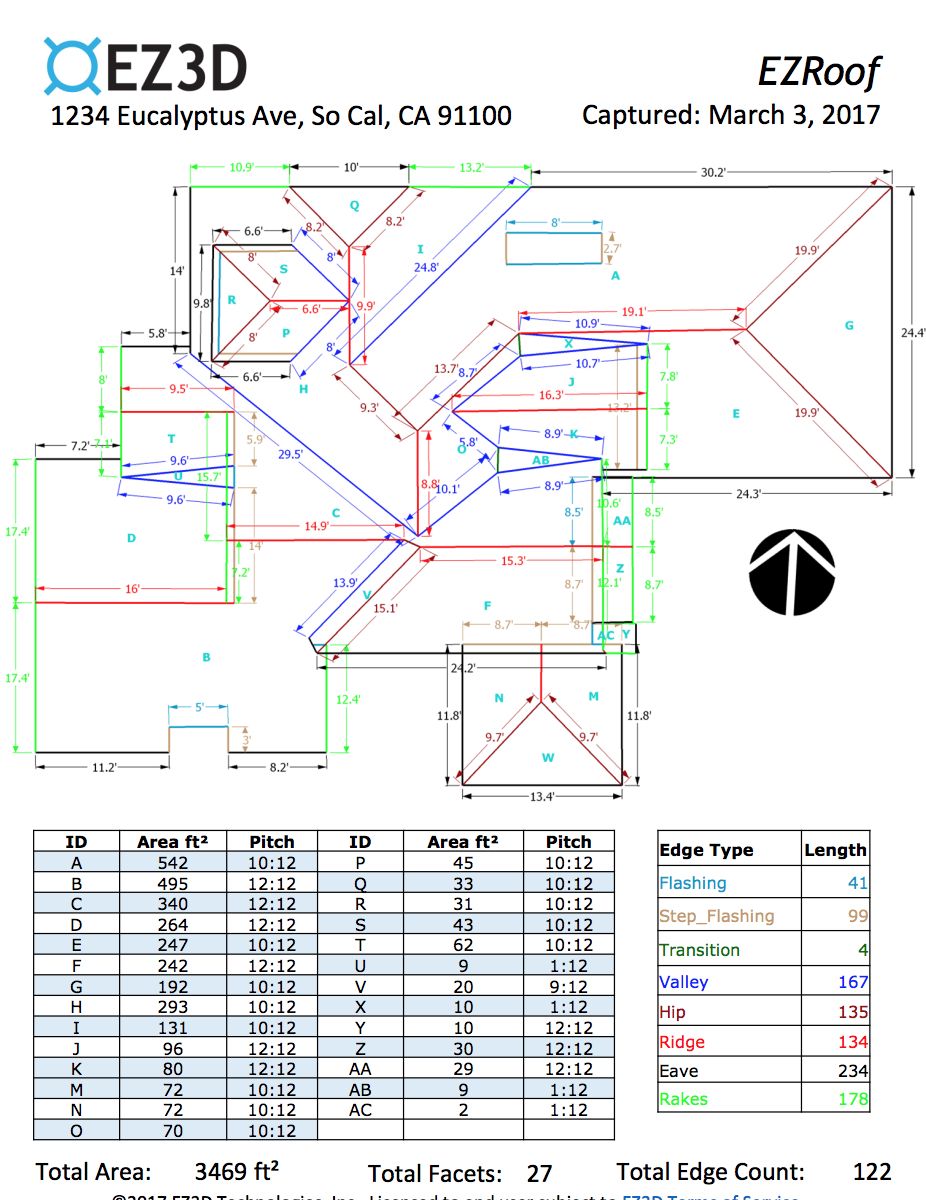 EZ3D
EZRoof
1234 Eucalyptus Ave, So Cal, CA 91100
Captured: March 3, 2017
10.9' 10' 13.2' 30.2'
Q
8.2' 8.2'
6.6' 8' 2.7'
8' 8' I 19.9'
14' S 24.8' A
9.8' R 6.6' 9.9' 19.1' G 24.4'
P 10.9'
5.8' 8' 8' X
13.7' 8.7' 10.7' 7.8'
8' 6.6' H 9.3' J
9.5' 16.3' 13.2' E 19.9'
7.2' 7.1' T 5.9' 8.9' K 7.3'
9.6' 29.5' 5.8' O AB
U 15.7' 8.8' 10.1' 8.9' 24.3'
9.6' C 8.5' 10.6' AA 8.5'
17.4' D 14.9'
14' 15.3' Z
16' 7.2' 13.9' V 15.1' 8.7' 12.1' 8.7'
F
8.7' 8.7' AC Y
B 24.2'
17.4' 12.4' N M
5' 11.8' 11.8'
3' 9.7' 9.7'
W
11.2' 8.2'
13.4'
ID Area ft² Pitch ID Area ft² Pitch
A 542 10:12 P 45 10:12
B 495 12:12 Q 33 10:12
C 340 12:12 R 31 10:12
D 264 12:12 S 43 10:12
E 247 10:12 T 62 10:12
F 242 12:12 U 9 1:12
G 192 10:12 V 20 9:12
H 293 10:12 X 10 1:12
I 131 10:12 Y 10 12:12
J 96 12:12 Z 30 12:12
K 80 12:12 AA 29 12:12
M 72 10:12 AB 9 1:12
N 72 10:12 AC 2 1:12
O 70 10:12
Edge Type Length
Flashing 41
Step_Flashing 99
Transition 4
Valley 167
Hip 135
Ridge 134
Eave 234
Rakes 178
Total Area: 3469 ft² Total Facets: 27 Total Edge Count: 122
©2017 EZ3D Technologies, Inc. Licensed to end user subject to EZ3D Terms of Service